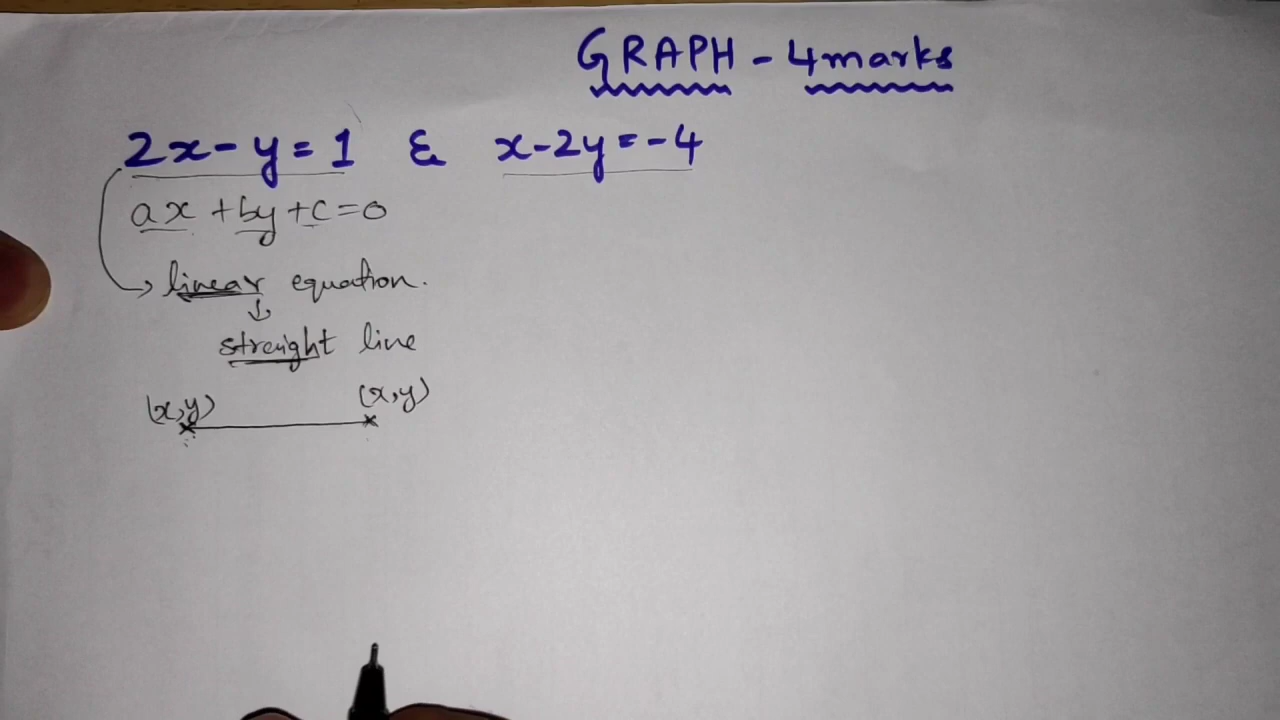 GRAPH - 4marks
2x - y = 1 & x - 2y = -4
ax + by + c = 0
→ linear equation.
↓
streight line
(x,y) (x,y)